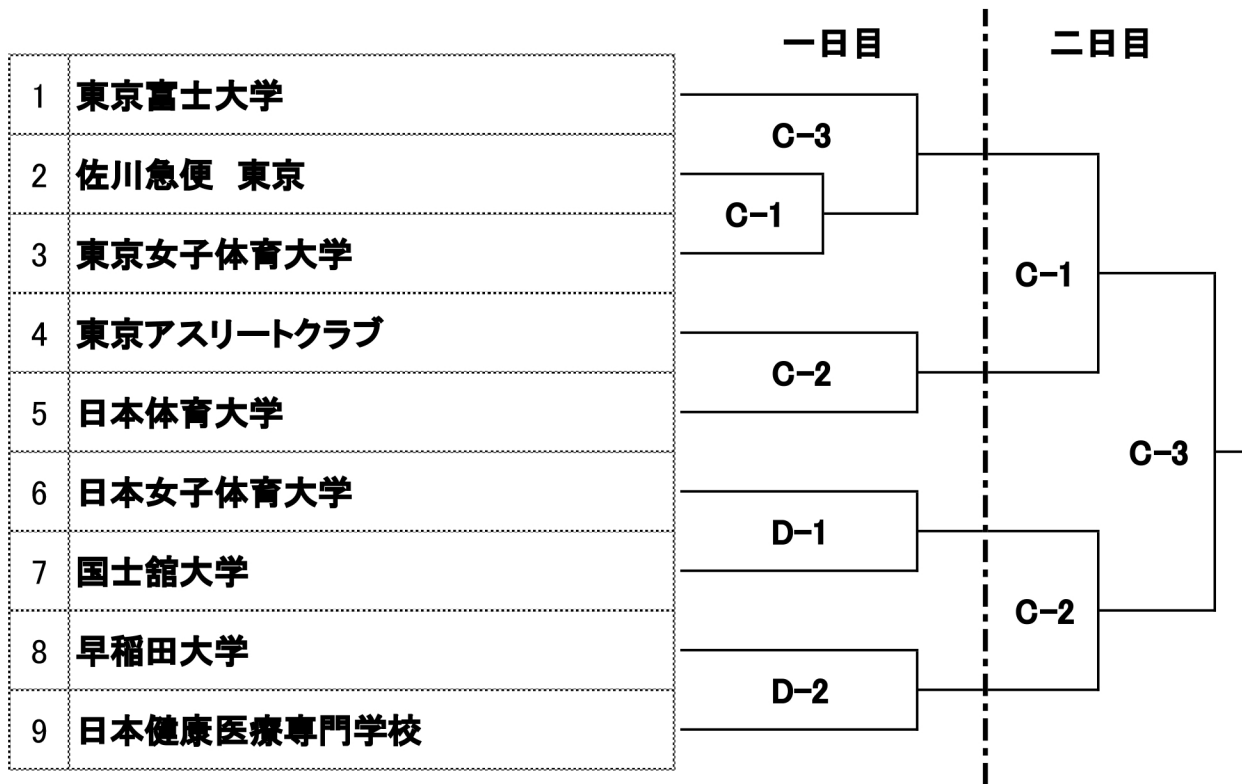 一日目 二日目
1 東京富士大学
2 佐川急便 東京
3 東京女子体育大学
4 東京アスリートクラブ
5 日本体育大学
6 日本女子体育大学
7 国士舘大学
8 早稲田大学
9 日本健康医療専門学校
C-3
C-1
C-2
D-1
D-2
C-1
C-2
C-3